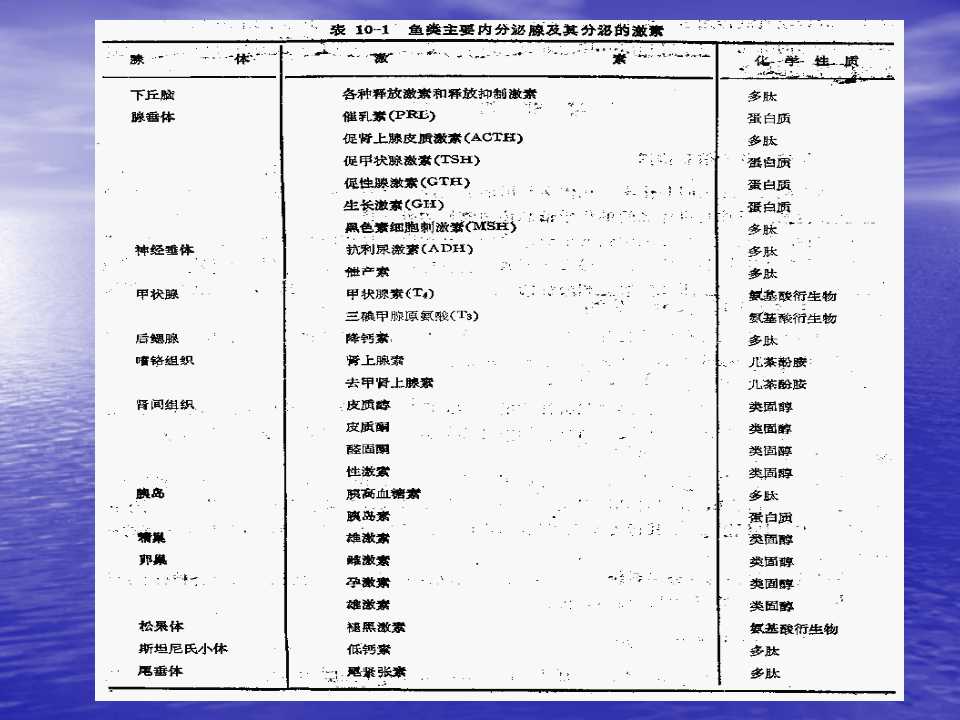 表 10-1 鱼类主要内分泌腺及其分泌的激素
腺 体 激 素 化 学 性 质
下丘脑 各种释放激素和释放抑制激素 多肽
腺垂体 催乳素(PRL) 蛋白质
促肾上腺皮质激素(ACTH) 多肽
促甲状腺激素(TSH) 蛋白质
促性腺激素(GTH) 蛋白质
生长激素(GH) 蛋白质
黑色素细胞刺激素(MSH) 多肽
神经垂体 抗利尿激素(ADH) 多肽
催产素 多肽
甲状腺 甲状腺素(T₄) 氨基酸衍生物
三碘甲腺原氨酸(T₃) 氨基酸衍生物
后鳃腺 降钙素 多肽
嗜铬组织 肾上腺素 儿茶酚胺
去甲肾上腺素 儿茶酚胺
肾间组织 皮质醇 类固醇
皮质酮 类固醇
醛固酮 类固醇
性激素 类固醇
胰岛 胰高血糖素 多肽
胰岛素 蛋白质
精巢 雄激素 类固醇
卵巢 雌激素 类固醇
孕激素 类固醇
雄激素 类固醇
松果体 褪黑激素 氨基酸衍生物
斯坦尼氏小体 低钙素 多肽
尾垂体 尾紧张素 多肽